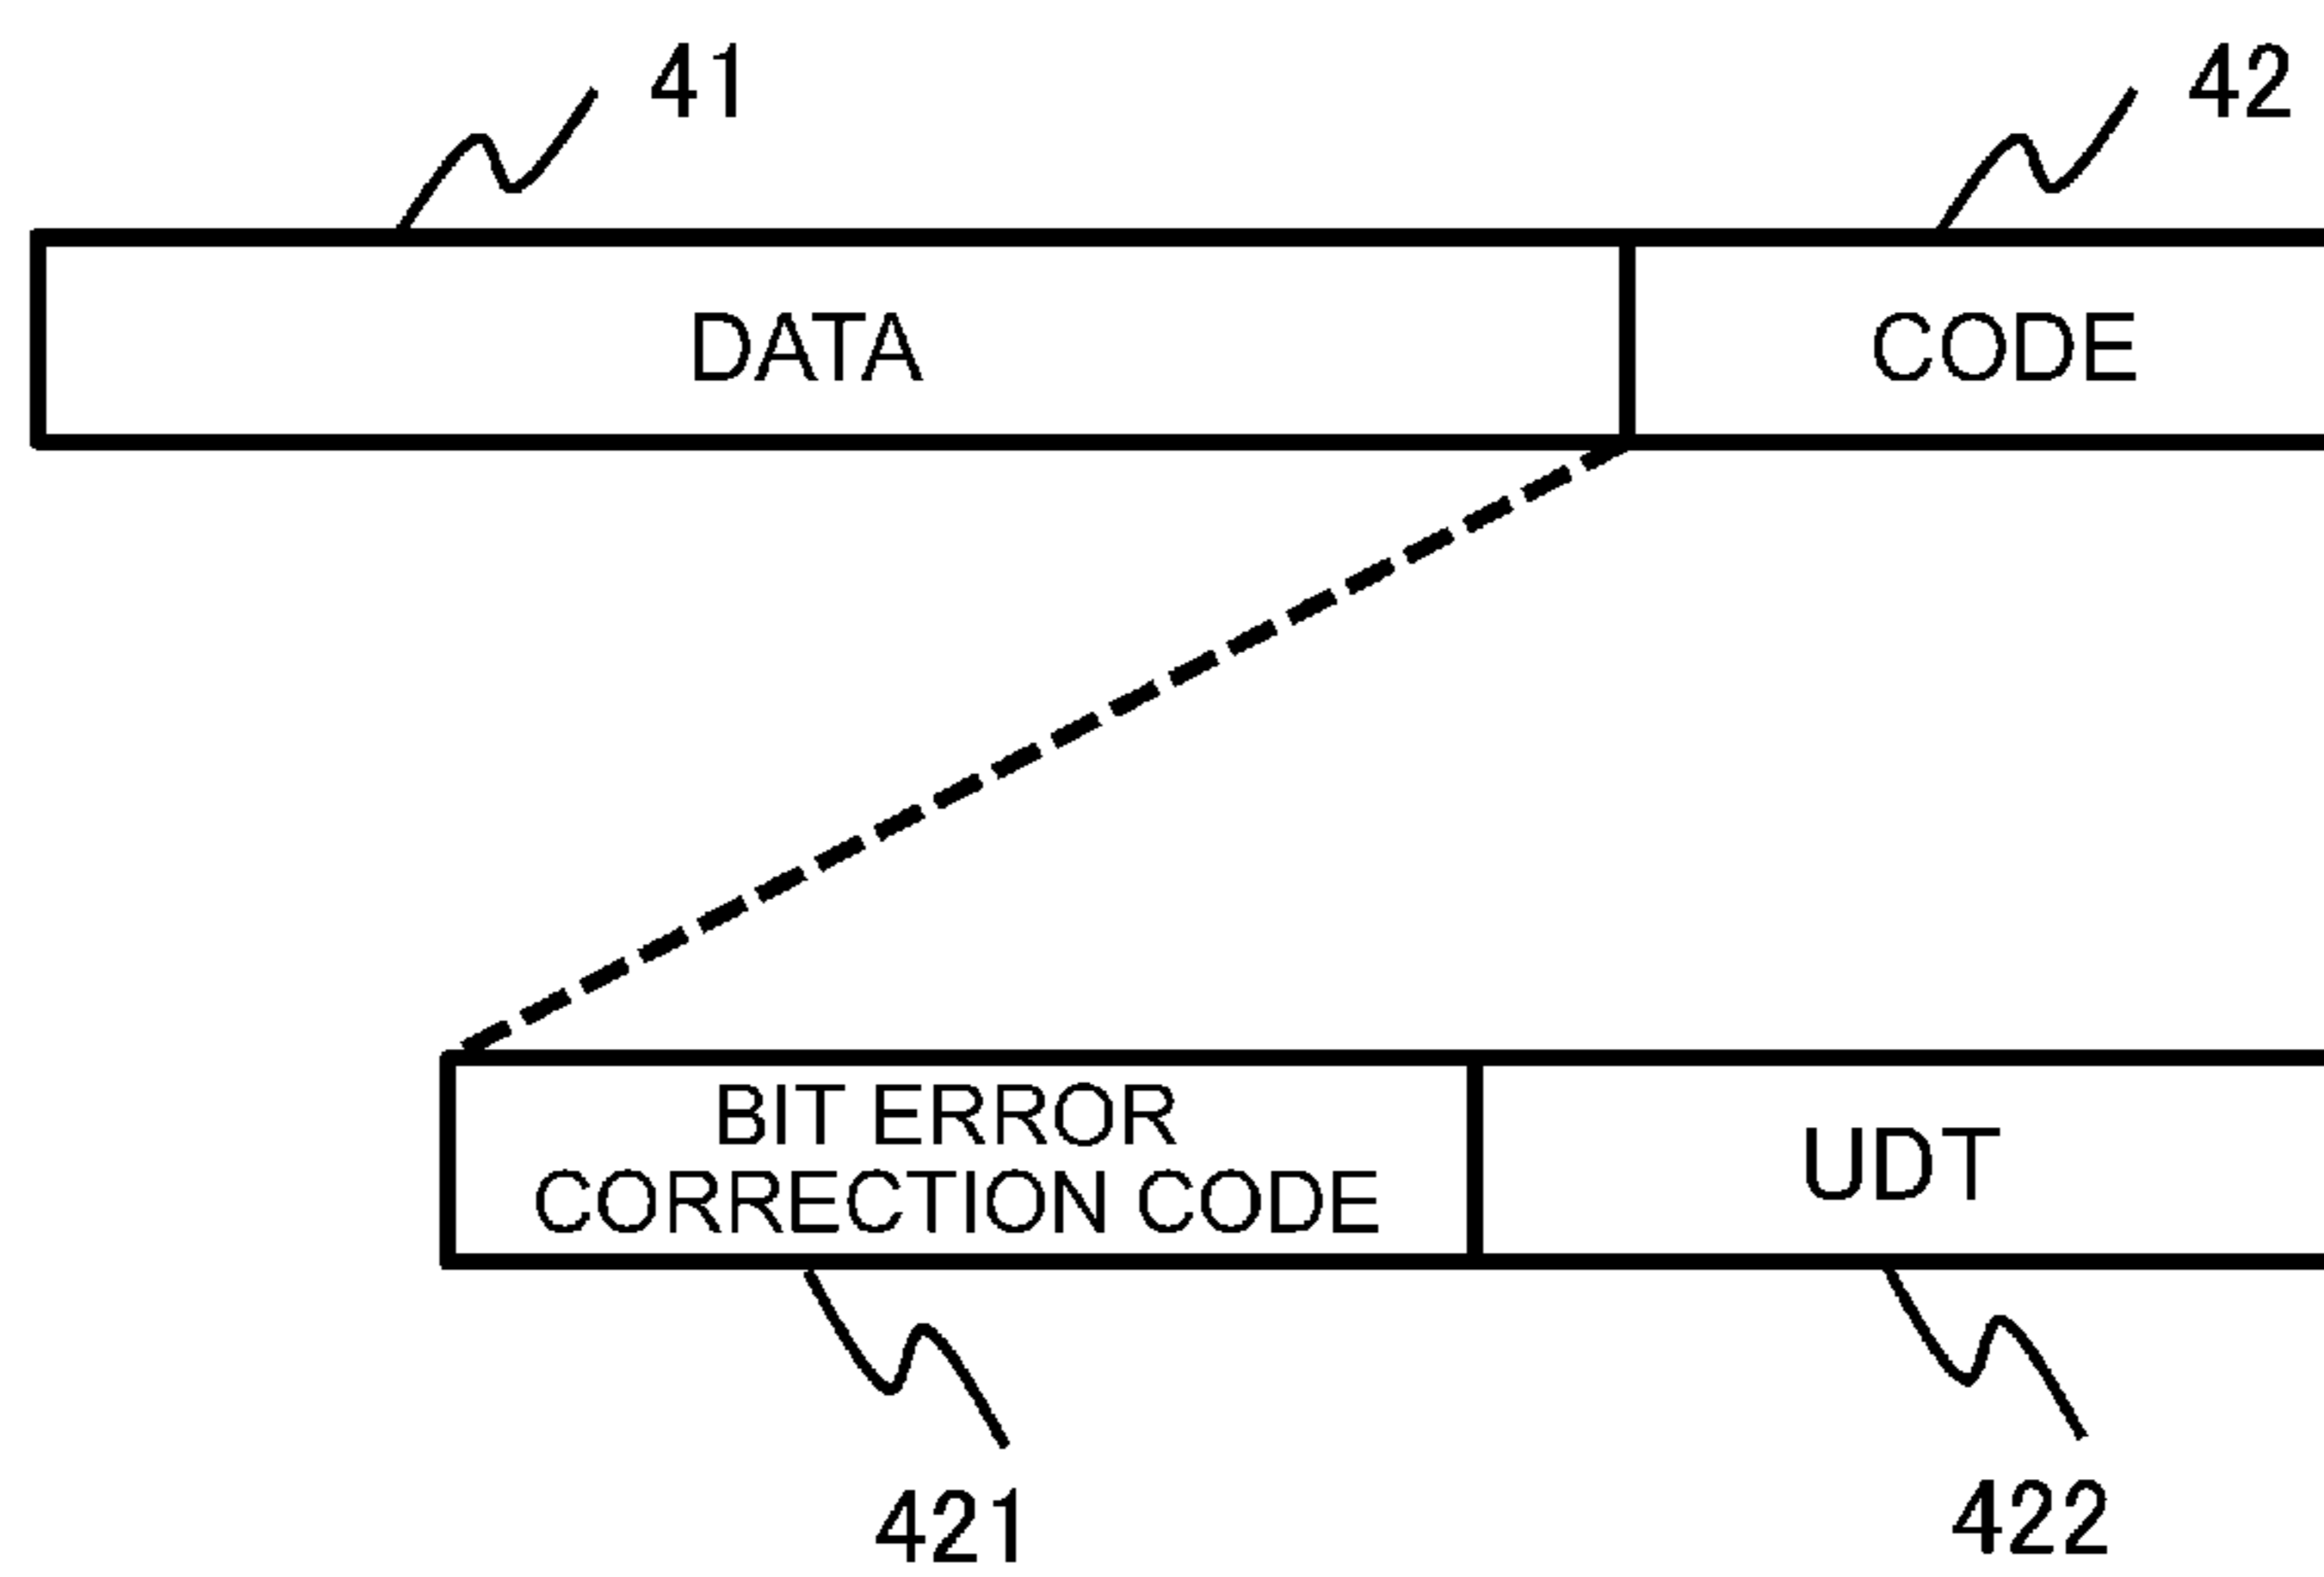 41
42
DATA
CODE
BIT ERROR
CORRECTION CODE
UDT
421
422